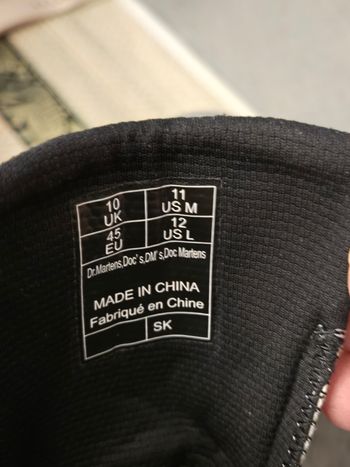 10 UK 11 US M
45 EU 12 US L
Dr.Martens,Doc's,DM's,Doc Martens
MADE IN CHINA
Fabriqué en Chine
SK